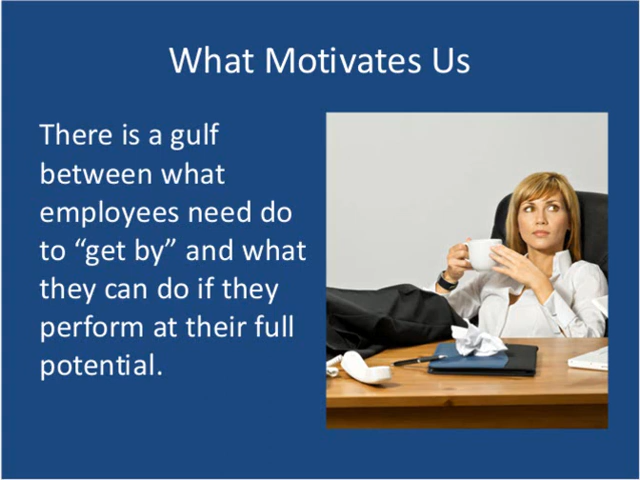 What Motivates Us
There is a gulf
between what
employees need do
to “get by” and what
they can do if they
perform at their full
potential.